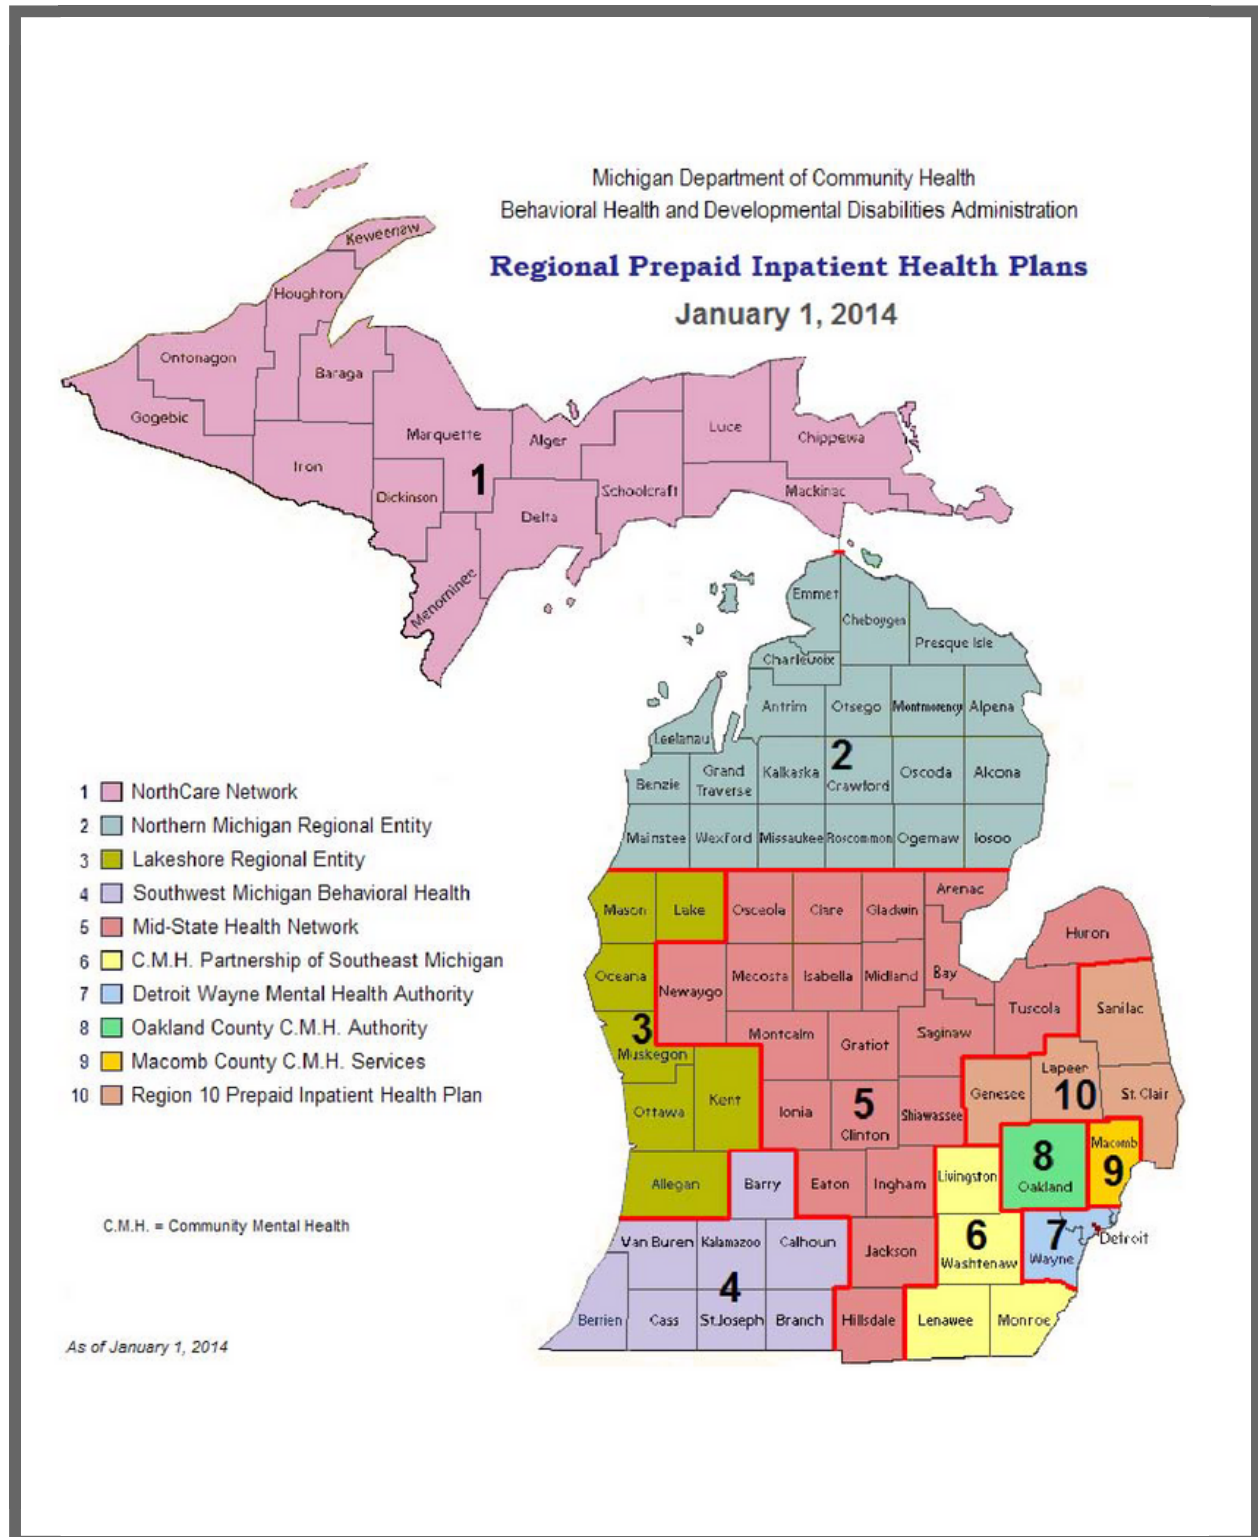 Michigan Department of Community Health
Behavioral Health and Developmental Disabilities Administration
Regional Prepaid Inpatient Health Plans
January 1, 2014
Keweenaw
Houghton
Ontonagon
Baraga
Gogebic
Marquette
Alger
Luce
Chippewa
Iron
1
Dickinson
Schoolcraft
Mackinac
Delta
Menominee
Emmet
Cheboygen
Presque Isle
Charlevoix
Antrim
Otsego
Montmorency
Alpena
Leelanau
2
Benzie
Grand
Traverse
Kalkaska
Crawford
Oscoda
Alcona
Mainstee
Wexford
Missaukee
Roscommon
Ogemaw
Iosoo
1 NorthCare Network
2 Northern Michigan Regional Entity
3 Lakeshore Regional Entity
4 Southwest Michigan Behavioral Health
5 Mid-State Health Network
6 C.M.H. Partnership of Southeast Michigan
7 Detroit Wayne Mental Health Authority
8 Oakland County C.M.H. Authority
9 Macomb County C.M.H. Services
10 Region 10 Prepaid Inpatient Health Plan
Mason
Lake
Osceola
Clare
Gladwin
Arenac
Huron
Oceana
Newaygo
Mecosta
Isabella
Midland
Bay
Tuscola
Sanilac
3
Muskegon
Montcalm
Gratiot
Saginaw
Lapeer
10
Genesee
St. Clair
Ottawa
Kent
Ionia
5
Clinton
Shiawassee
Macomb
9
8
Oakland
Allegan
Barry
Eaton
Ingham
Livingston
C.M.H. = Community Mental Health
Van Buren
Kalamazoo
Calhoun
Jackson
6
Washtenaw
7
Wayne
Detroit
4
Berrien
Cass
St.Joseph
Branch
Hillsdale
Lenawee
Monroe
As of January 1, 2014